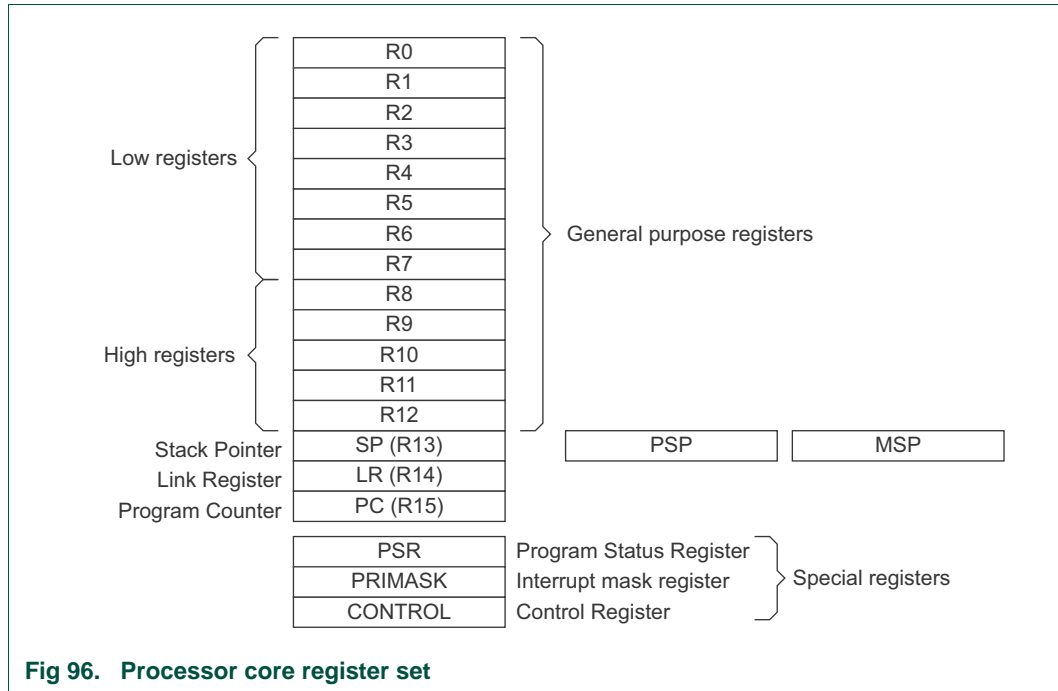 R0
R1
R2
R3
Low registers
R4
R5
R6
General purpose registers
R7
R8
R9
High registers
R10
R11
R12
Stack Pointer SP (R13) PSP MSP
Link Register LR (R14)
Program Counter PC (R15)
PSR Program Status Register
PRIMASK Interrupt mask register Special registers
CONTROL Control Register
Fig 96. Processor core register set